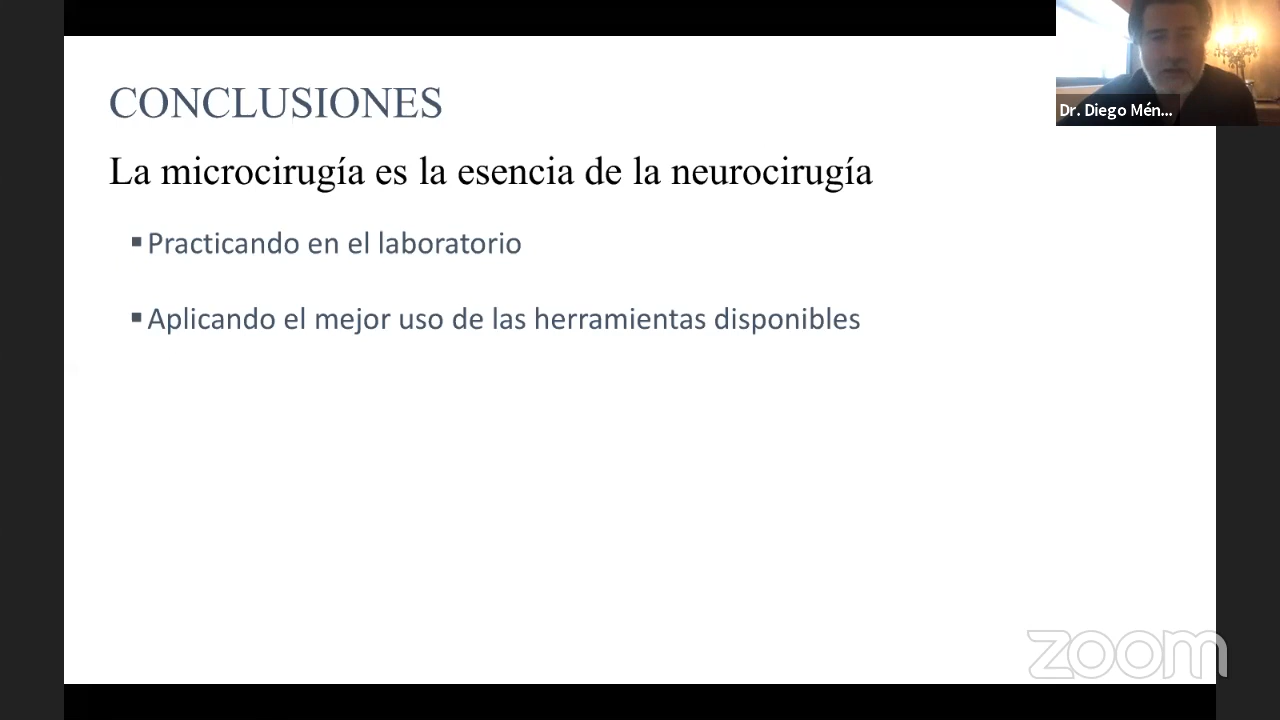 CONCLUSIONES
Dr. Diego Mén...
La microcirugía es la esencia de la neurocirugía
▪Practicando en el laboratorio
▪Aplicando el mejor uso de las herramientas disponibles
zoom